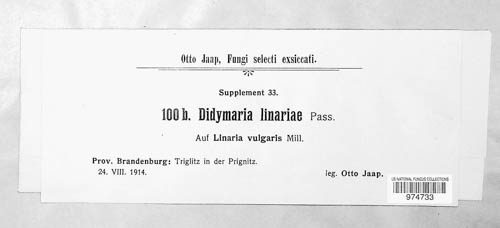 Otto Jaap, Fungi selecti exsiccati.
Supplement 33.
100 b. Didymaria linariae Pass.
Auf Linaria vulgaris Mill.
Prov. Brandenburg: Triglitz in der Prignitz.
24. VIII. 1914.
leg. Otto Jaap.
US NATIONAL FUNGUS COLLECTIONS
974733